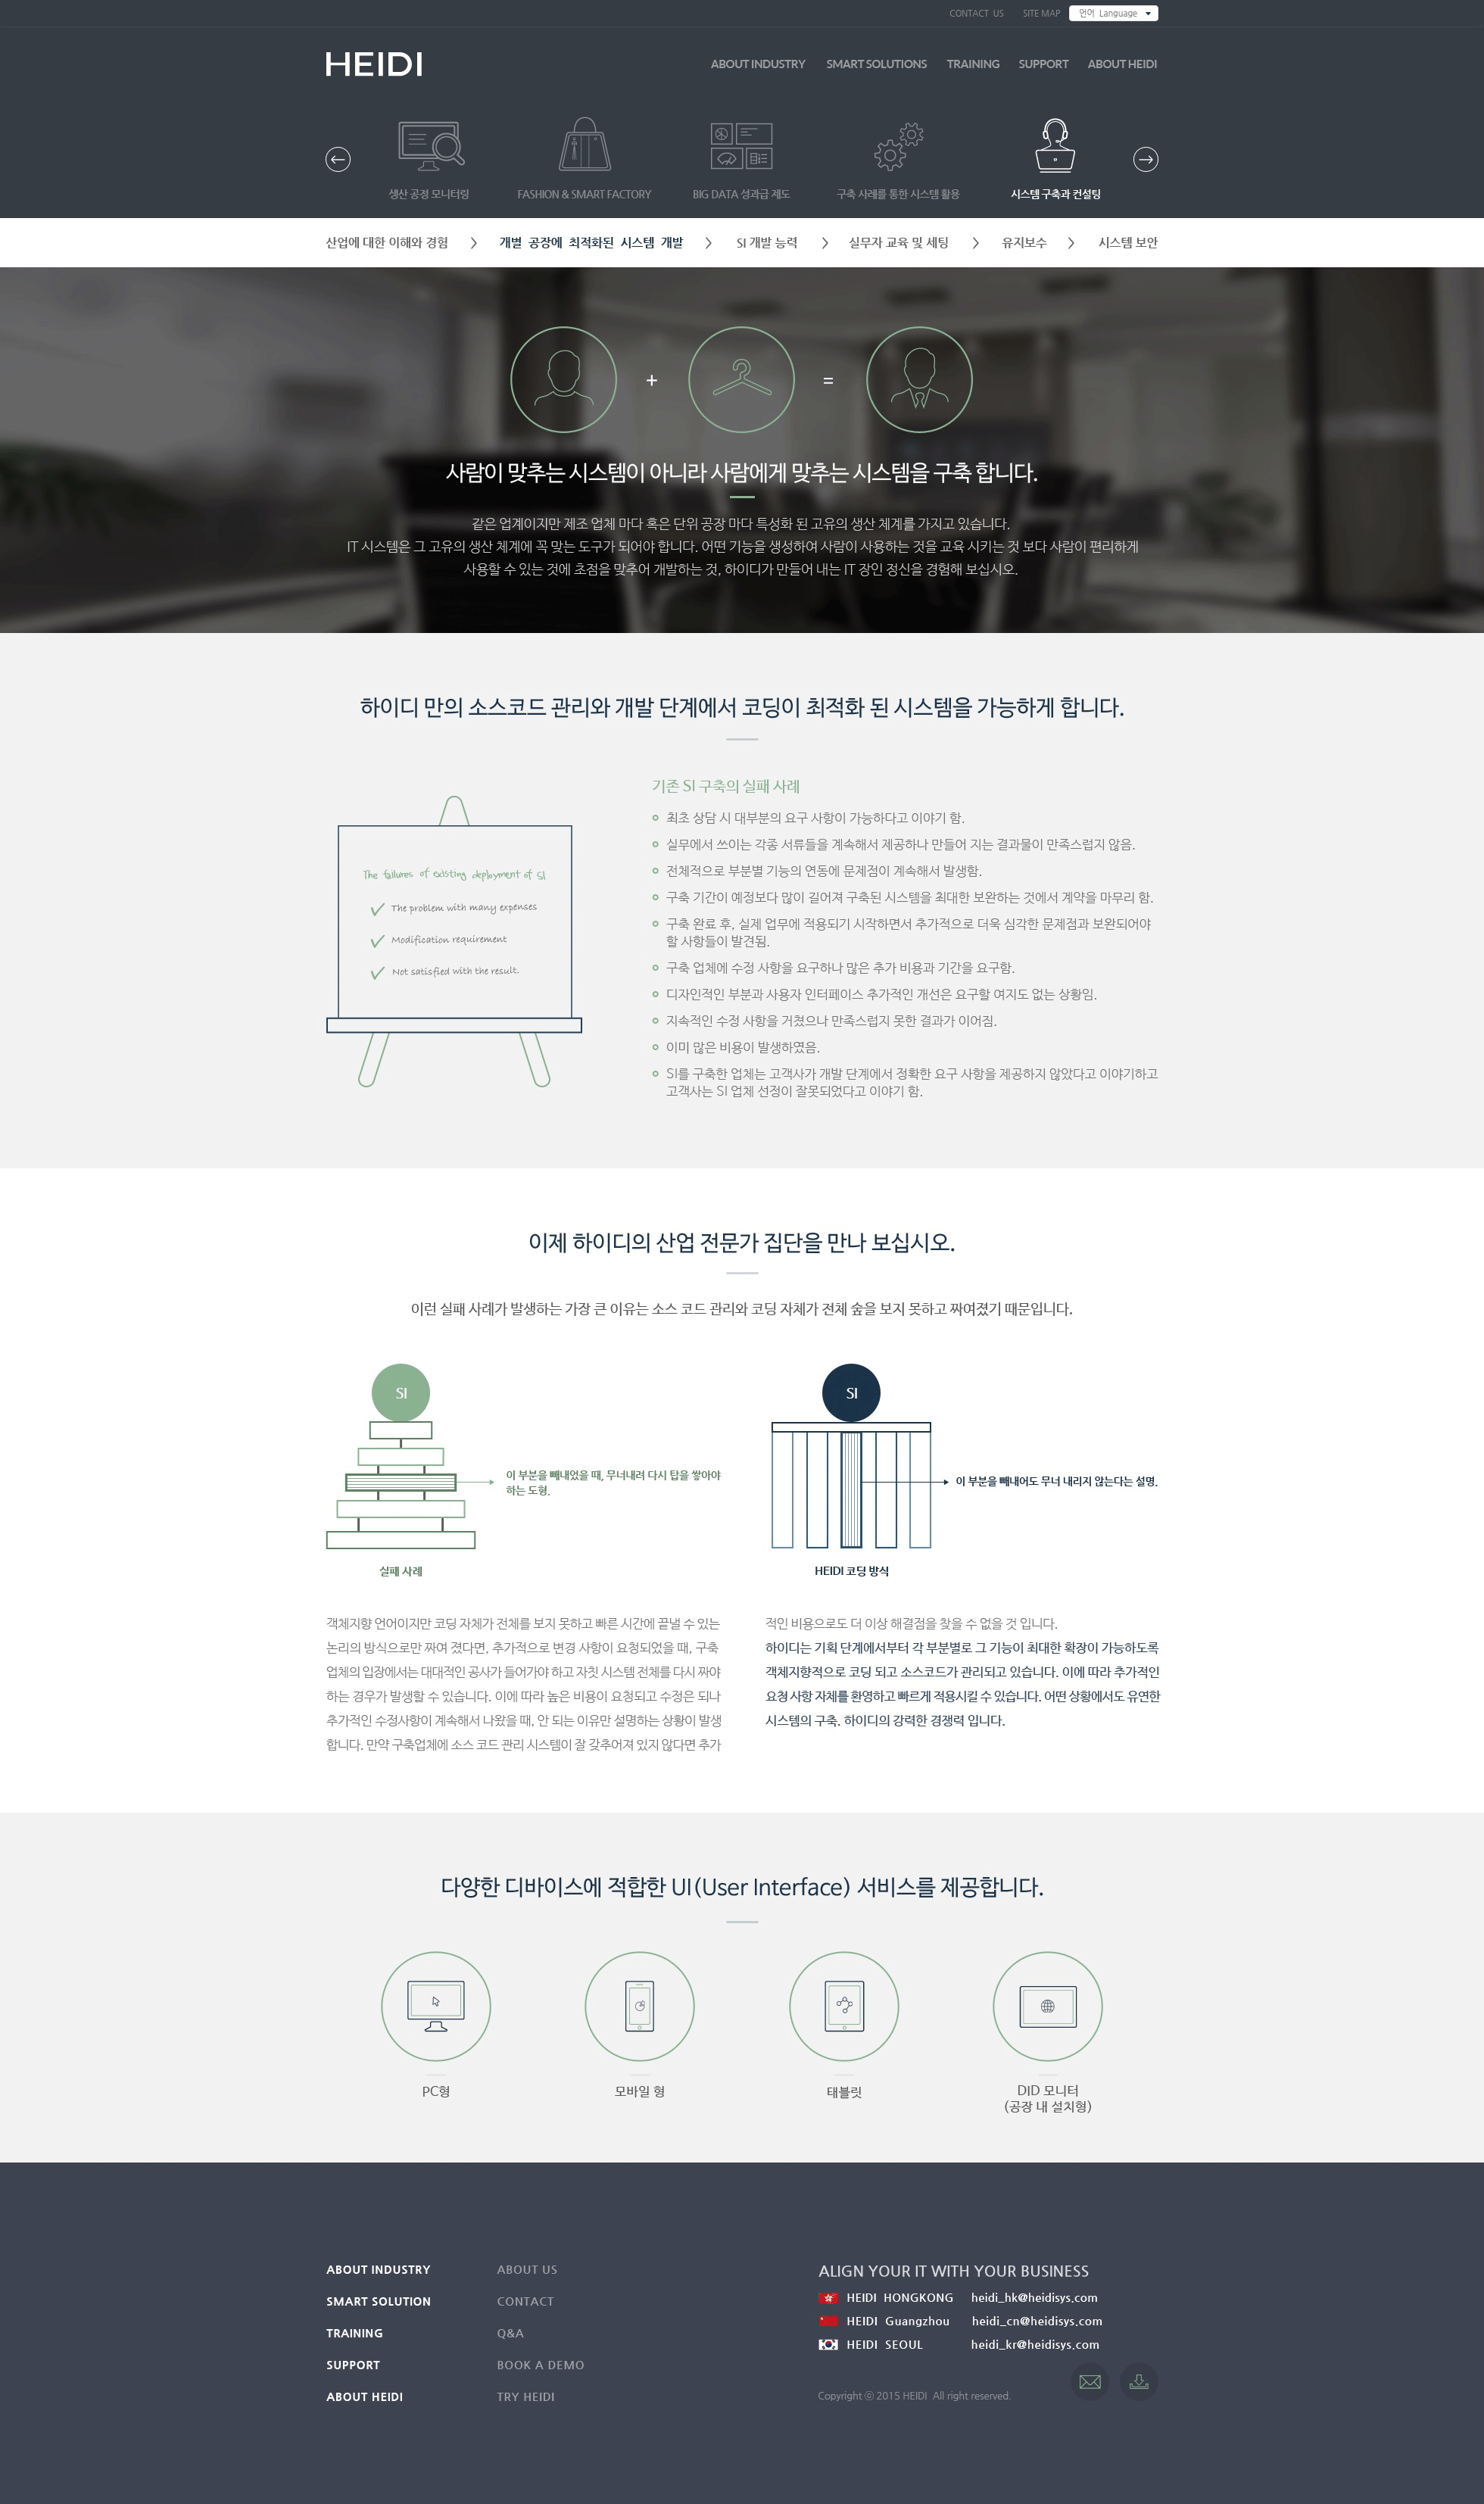 CONTACT US SITE MAP 언어 Language
HEIDI
ABOUT INDUSTRY SMART SOLUTIONS TRAINING SUPPORT ABOUT HEIDI
생산 공정 모니터링 FASHION & SMART FACTORY BIG DATA 성과급 제도 구축 사례를 통한 시스템 활용 시스템 구축과 컨설팅
산업에 대한 이해와 경험 개별 공장에 최적화된 시스템 개발 SI 개발 능력 실무자 교육 및 세팅 유지보수 시스템 보안
+ =
사람이 맞추는 시스템이 아니라 사람에게 맞추는 시스템을 구축 합니다.
같은 업계이지만 제조 업체 마다 혹은 단위 공장 마다 특성화 된 고유의 생산 체계를 가지고 있습니다.
IT 시스템은 그 고유의 생산 체계에 꼭 맞는 도구가 되어야 합니다. 어떤 기능을 생성하여 사람이 사용하는 것을 교육 시키는 것 보다 사람이 편리하게
사용할 수 있는 것에 초점을 맞추어 개발하는 것, 하이디가 만들어 내는 IT 장인 정신을 경험해 보십시오.
하이디 만의 소스코드 관리와 개발 단계에서 코딩이 최적화 된 시스템을 가능하게 합니다.
The failures of existing deployment of SI
The problem with many expenses
Modification requirement
Not satisfied with the result.
기존 SI 구축의 실패 사례
최초 상담 시 대부분의 요구 사항이 가능하다고 이야기 함.
실무에서 쓰이는 각종 서류들을 계속해서 제공하나 만들어 지는 결과물이 만족스럽지 않음.
전체적으로 부분별 기능의 연동에 문제점이 계속해서 발생함.
구축 기간이 예정보다 많이 길어져 구축된 시스템을 최대한 보완하는 것에서 계약을 마무리 함.
구축 완료 후, 실제 업무에 적용되기 시작하면서 추가적으로 더욱 심각한 문제점과 보완되어야
할 사항들이 발견됨.
구축 업체에 수정 사항을 요구하나 많은 추가 비용과 기간을 요구함.
디자인적인 부분과 사용자 인터페이스 추가적인 개선은 요구할 여지도 없는 상황임.
지속적인 수정 사항을 거쳤으나 만족스럽지 못한 결과가 이어짐.
이미 많은 비용이 발생하였음.
SI를 구축한 업체는 고객사가 개발 단계에서 정확한 요구 사항을 제공하지 않았다고 이야기하고
고객사는 SI 업체 선정이 잘못되었다고 이야기 함.
이제 하이디의 산업 전문가 집단을 만나 보십시오.
이런 실패 사례가 발생하는 가장 큰 이유는 소스 코드 관리와 코딩 자체가 전체 숲을 보지 못하고 짜여졌기 때문입니다.
SI
이 부분을 빼내었을 때, 무너내려 다시 탑을 쌓아야
하는 도형.
실패 사례
SI
이 부분을 빼내어도 무너 내리지 않는다는 설명.
HEIDI 코딩 방식
객체지향 언어이지만 코딩 자체가 전체를 보지 못하고 빠른 시간에 끝낼 수 있는
논리의 방식으로만 짜여 졌다면, 추가적으로 변경 사항이 요청되었을 때, 구축
업체의 입장에서는 대대적인 공사가 들어가야 하고 자칫 시스템 전체를 다시 짜야
하는 경우가 발생할 수 있습니다. 이에 따라 높은 비용이 요청되고 수정은 되나
추가적인 수정사항이 계속해서 나왔을 때, 안 되는 이유만 설명하는 상황이 발생
합니다. 만약 구축업체에 소스 코드 관리 시스템이 잘 갖추어져 있지 않다면 추가
적인 비용으로도 더 이상 해결점을 찾을 수 없을 것 입니다.
하이디는 기획 단계에서부터 각 부분별로 그 기능이 최대한 확장이 가능하도록
객체지향적으로 코딩 되고 소스코드가 관리되고 있습니다. 이에 따라 추가적인
요청 사항 자체를 환영하고 빠르게 적용시킬 수 있습니다. 어떤 상황에서도 유연한
시스템의 구축. 하이디의 강력한 경쟁력 입니다.
다양한 디바이스에 적합한 UI(User Interface) 서비스를 제공합니다.
PC형 모바일 형 태블릿 DID 모니터
(공장 내 설치형)
ABOUT INDUSTRY
SMART SOLUTION
TRAINING
SUPPORT
ABOUT HEIDI
ABOUT US
CONTACT
Q&A
BOOK A DEMO
TRY HEIDI
ALIGN YOUR IT WITH YOUR BUSINESS
HEIDI HONGKONG heidi_hk@heidisys.com
HEIDI Guangzhou heidi_cn@heidisys.com
HEIDI SEOUL heidi_kr@heidisys.com
Copyright ⓒ 2015 HEIDI All right reserved.